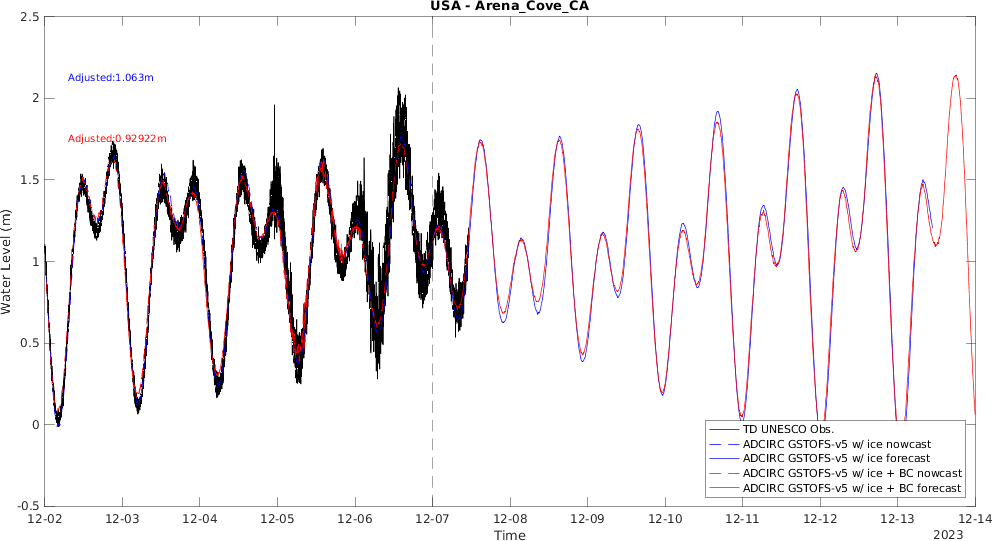 USA - Arena_Cove_CA
2.5
2
1.5
1
0.5
0
-0.5
Water Level (m)
Adjusted:1.063m
Adjusted:0.92922m
TD UNESCO Obs.
ADCIRC GSTOFS-v5 w/ ice nowcast
ADCIRC GSTOFS-v5 w/ ice forecast
ADCIRC GSTOFS-v5 w/ ice + BC nowcast
ADCIRC GSTOFS-v5 w/ ice + BC forecast
12-02 12-03 12-04 12-05 12-06 12-07 12-08 12-09 12-10 12-11 12-12 12-13 12-14
Time
2023